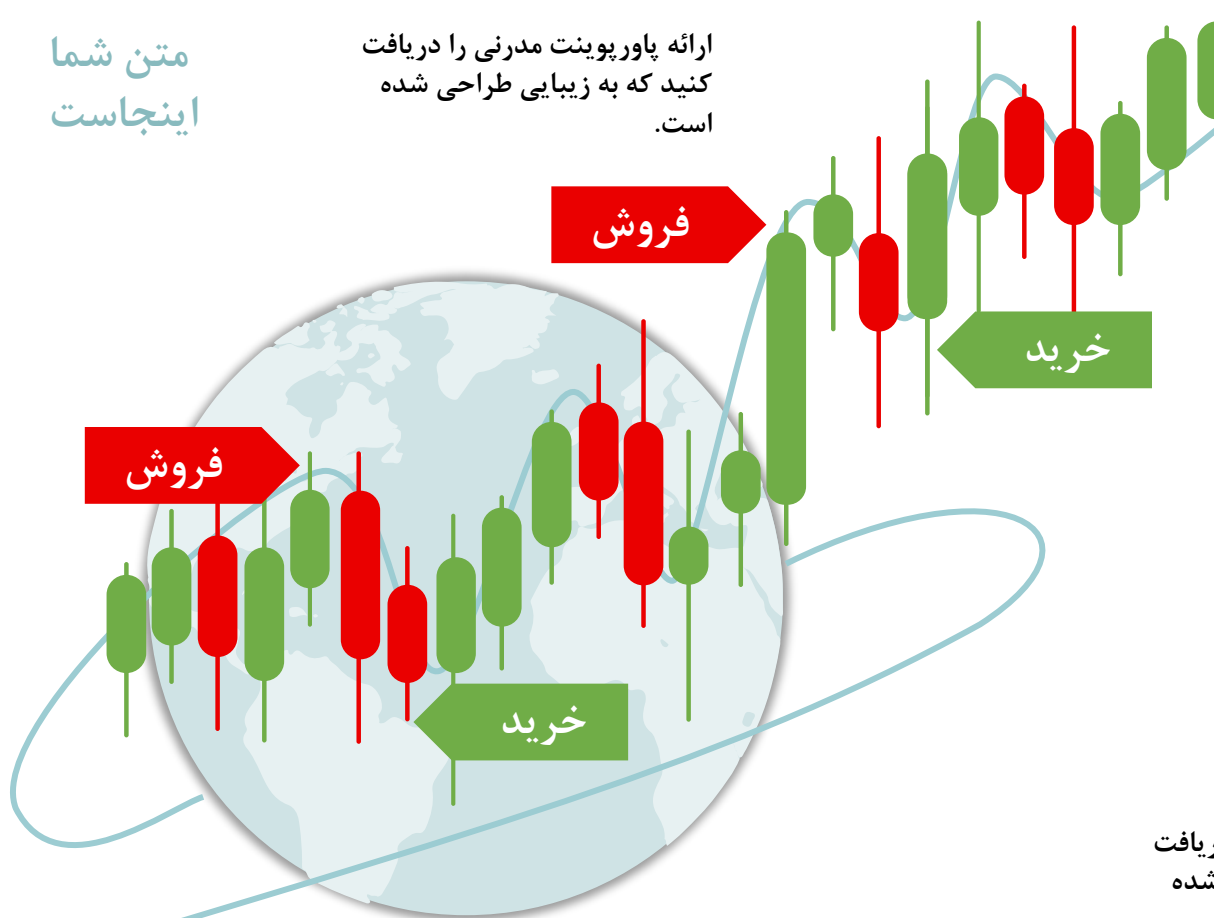 متن شما
اینجاست
ارائه پاورپوینت مدرنی را دریافت
کنید که به زیبایی طراحی شده
است.
فروش
خرید
فروش
خرید
شده